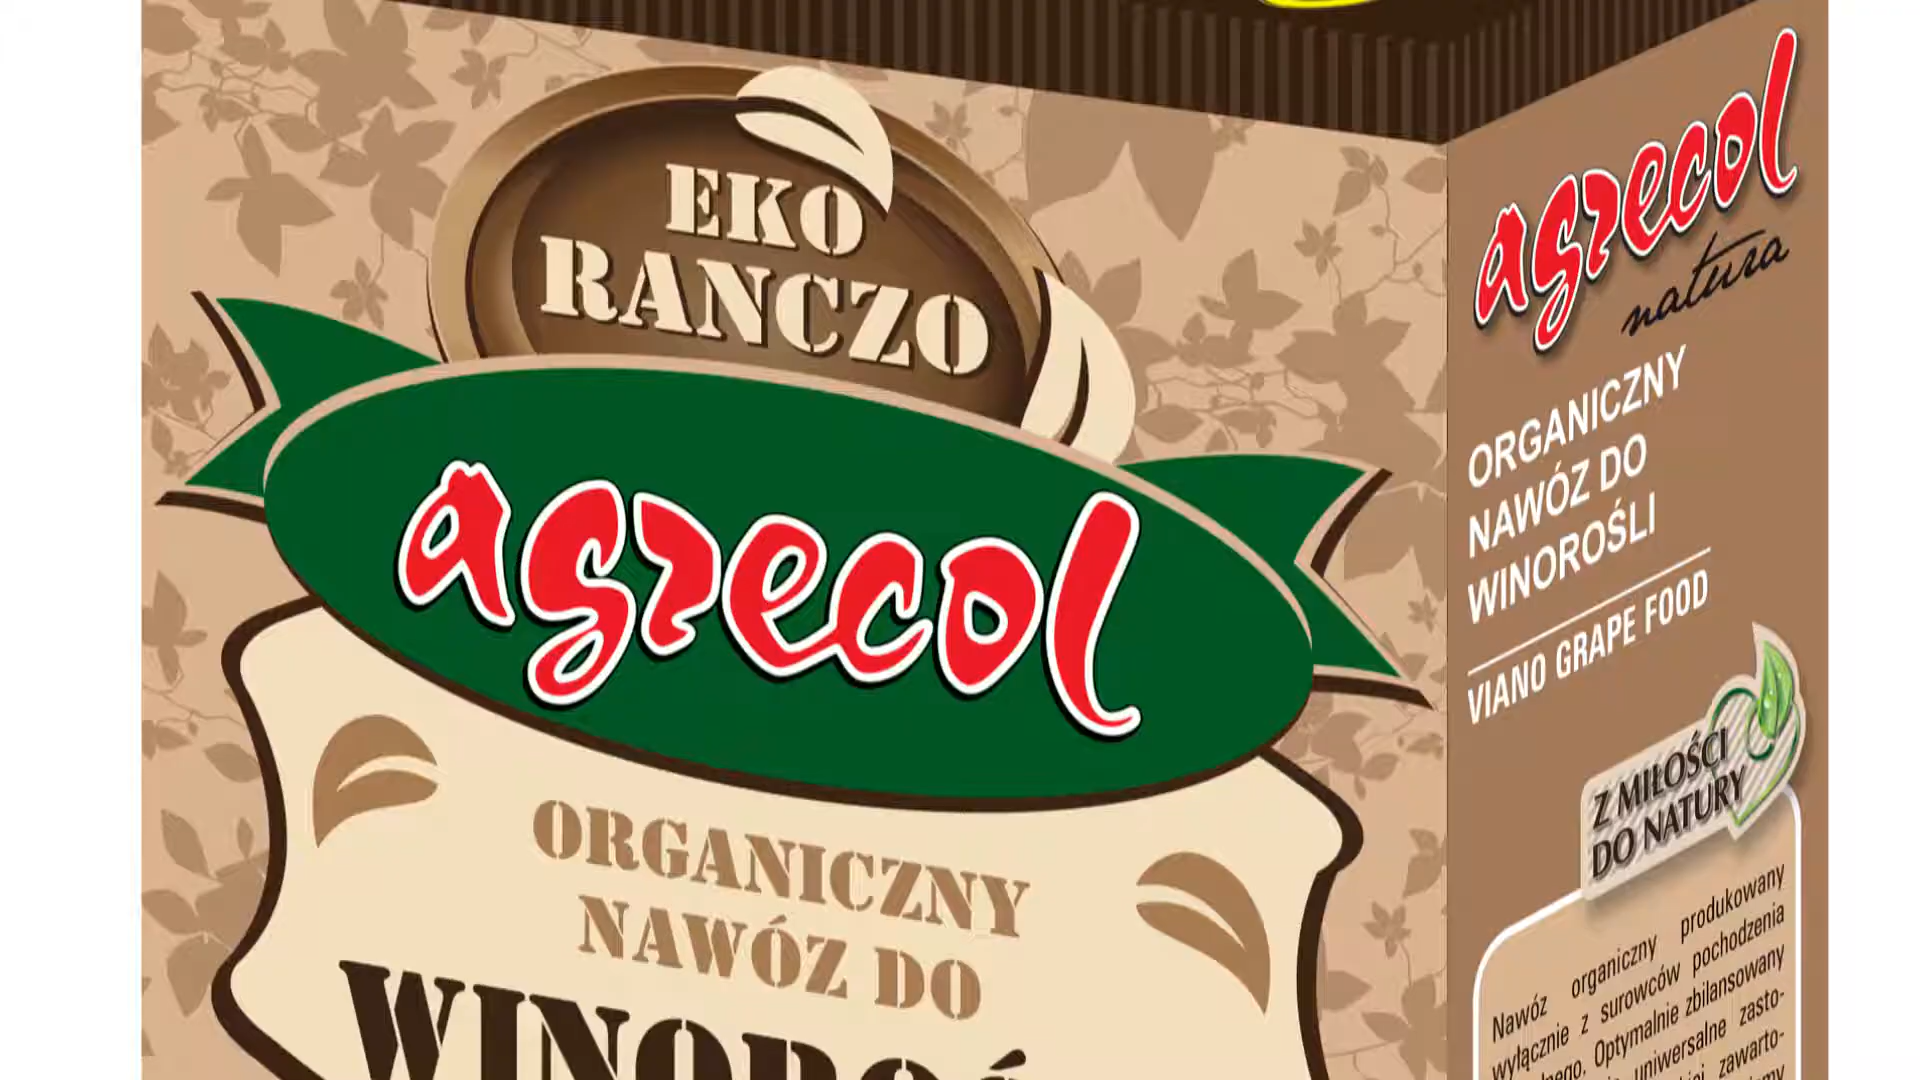 EKO
RANCZO
agrecol
ORGANICZNY
NAWÓZ DO
agrecol
natura
ORGANICZNY
NAWÓZ DO
WINOROŚLI
VIANO GRAPE FOOD
Z MIŁOŚCI
DO NATURY
Nawóz organiczny produkowany
wyłącznie z surowców pochodzenia
Optymalnie zbilansowany
uniwersalne zasto-
zawarto-